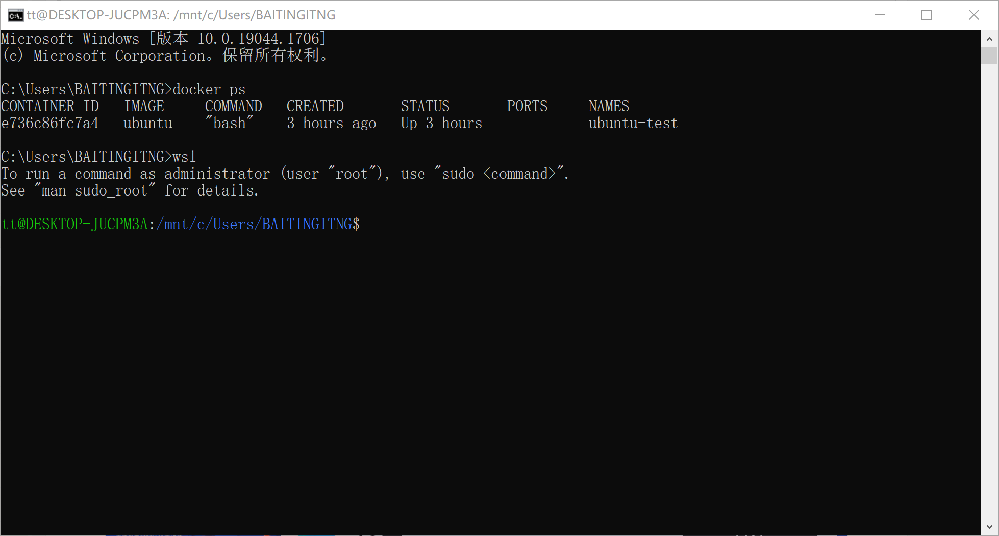 tt@DESKTOP-JUCPM3A: /mnt/c/Users/BAITINGITNG
Microsoft Windows [版本 10.0.19044.1706]
(c) Microsoft Corporation。保留所有权利。
C:\Users\BAITINGITNG>docker ps
CONTAINER ID   IMAGE     COMMAND   CREATED       STATUS       PORTS     NAMES
e736c86fc7a4   ubuntu    "bash"    3 hours ago   Up 3 hours             ubuntu-test
C:\Users\BAITINGITNG>wsl
To run a command as administrator (user "root"), use "sudo <command>".
See "man sudo_root" for details.
tt@DESKTOP-JUCPM3A:/mnt/c/Users/BAITINGITNG$